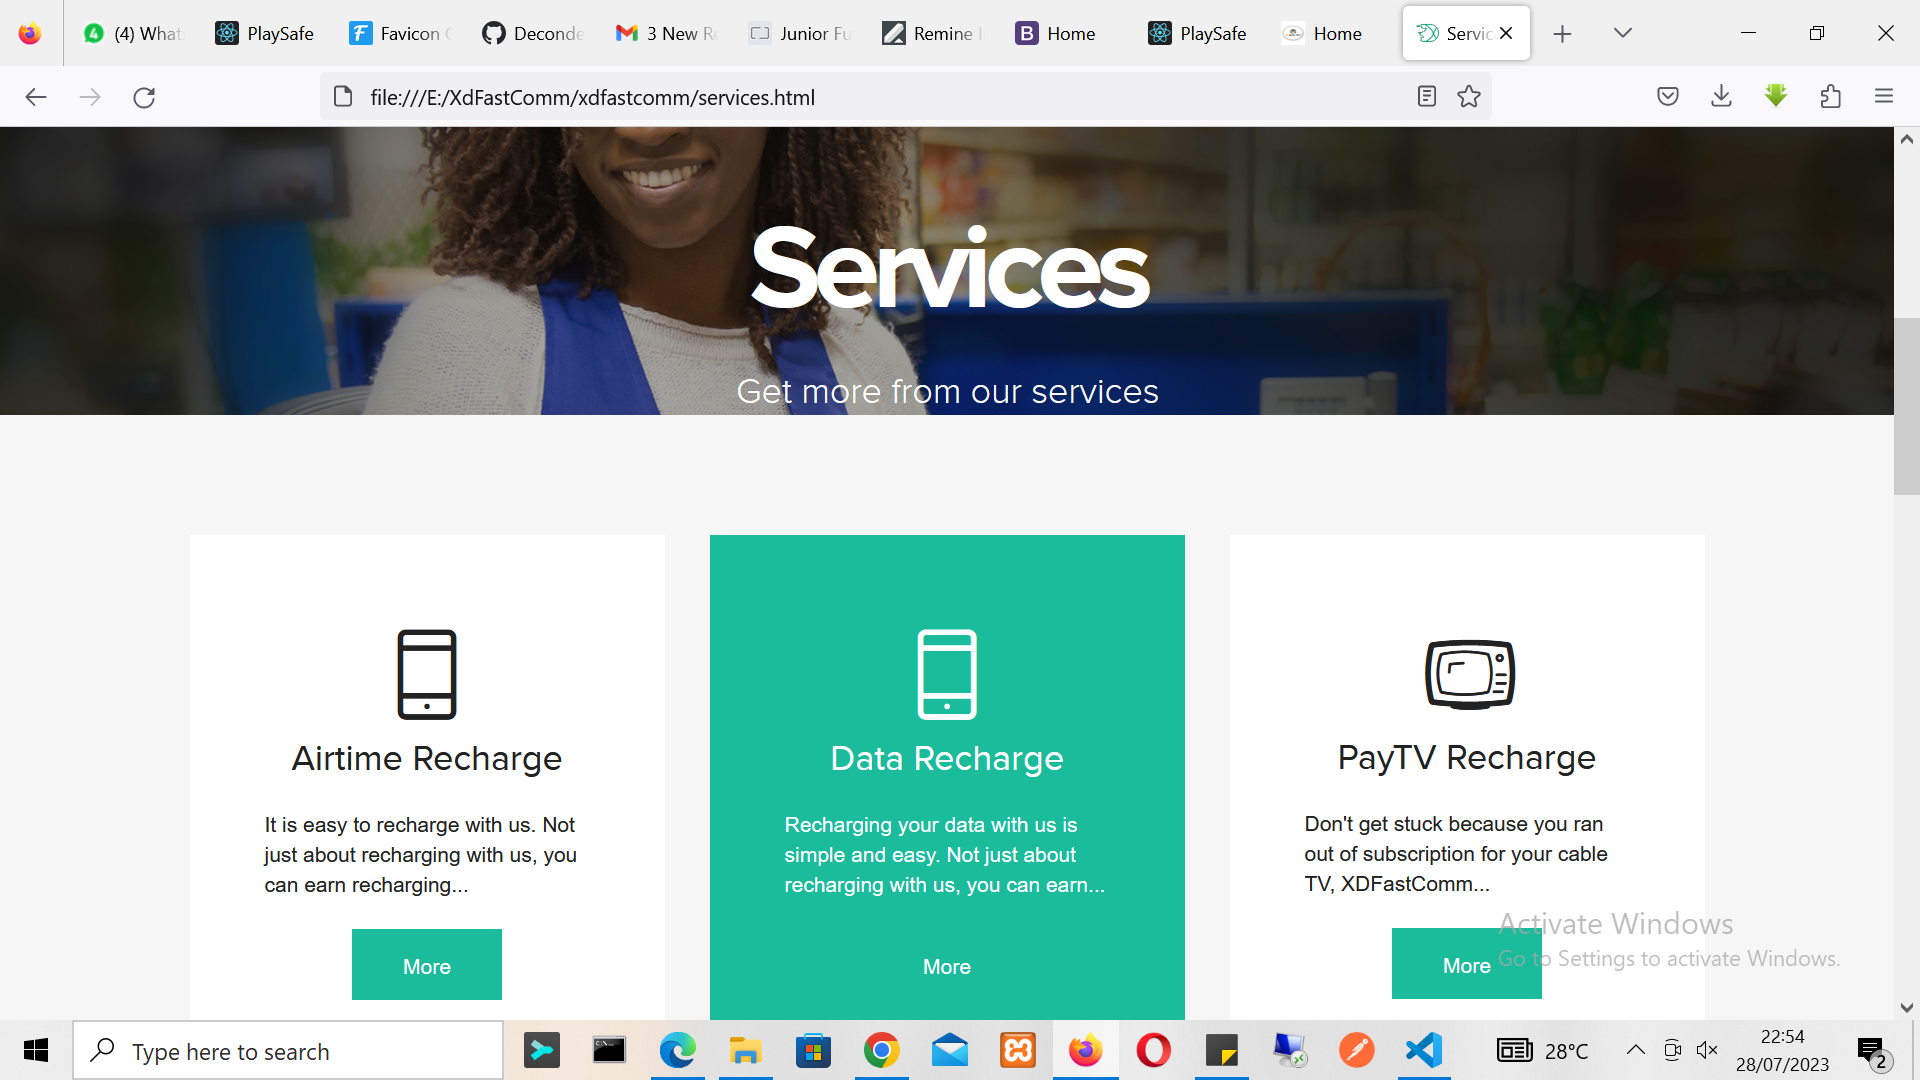 (4) What
PlaySafe
Favicon
Deconde
3 New R
Junior Fu
Remine
Home
PlaySafe
Home
Servic
file:///E:/XdFastComm/xdfastcomm/services.html
Services
Get more from our services
Airtime Recharge
It is easy to recharge with us. Not
just about recharging with us, you
can earn recharging...
More
Data Recharge
Recharging your data with us is
simple and easy. Not just about
recharging with us, you can earn...
More
PayTV Recharge
Don't get stuck because you ran
out of subscription for your cable
TV, XDFastComm...
More
Activate Windows
Go to Settings to activate Windows.
Type here to search
28°C
22:54
28/07/2023
2